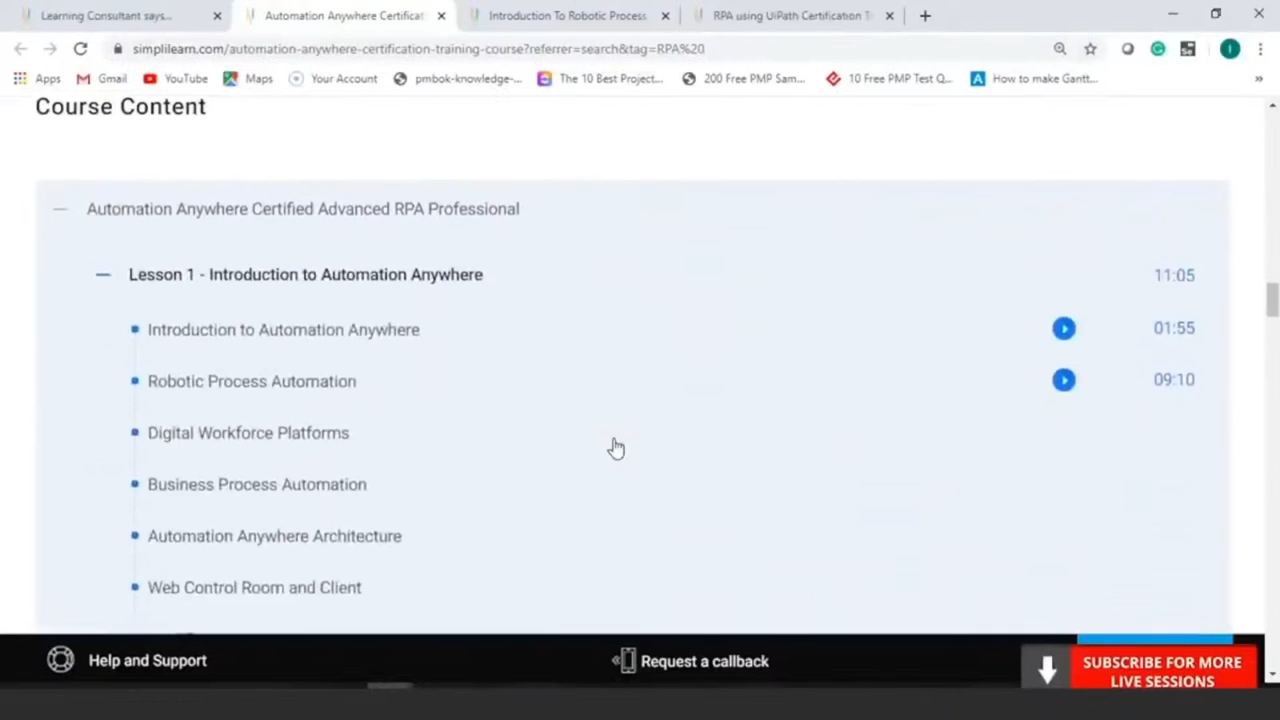 Learning Consultant says...
Automation Anywhere Certificat
Introduction To Robotic Process
RPA using UiPath Certification T
simplilearn.com/automation-anywhere-certification-training-course?referrer=search&tag=RPA%20
Apps
Gmail
YouTube
Maps
Your Account
pmbok-knowledge-...
The 10 Best Project...
200 Free PMP Sam...
10 Free PMP Test Q...
How to make Gantt...
Course Content
Automation Anywhere Certified Advanced RPA Professional
Lesson 1 - Introduction to Automation Anywhere 11:05
Introduction to Automation Anywhere 01:55
Robotic Process Automation 09:10
Digital Workforce Platforms
Business Process Automation
Automation Anywhere Architecture
Web Control Room and Client
Help and Support
Request a callback
SUBSCRIBE FOR MORE
LIVE SESSIONS